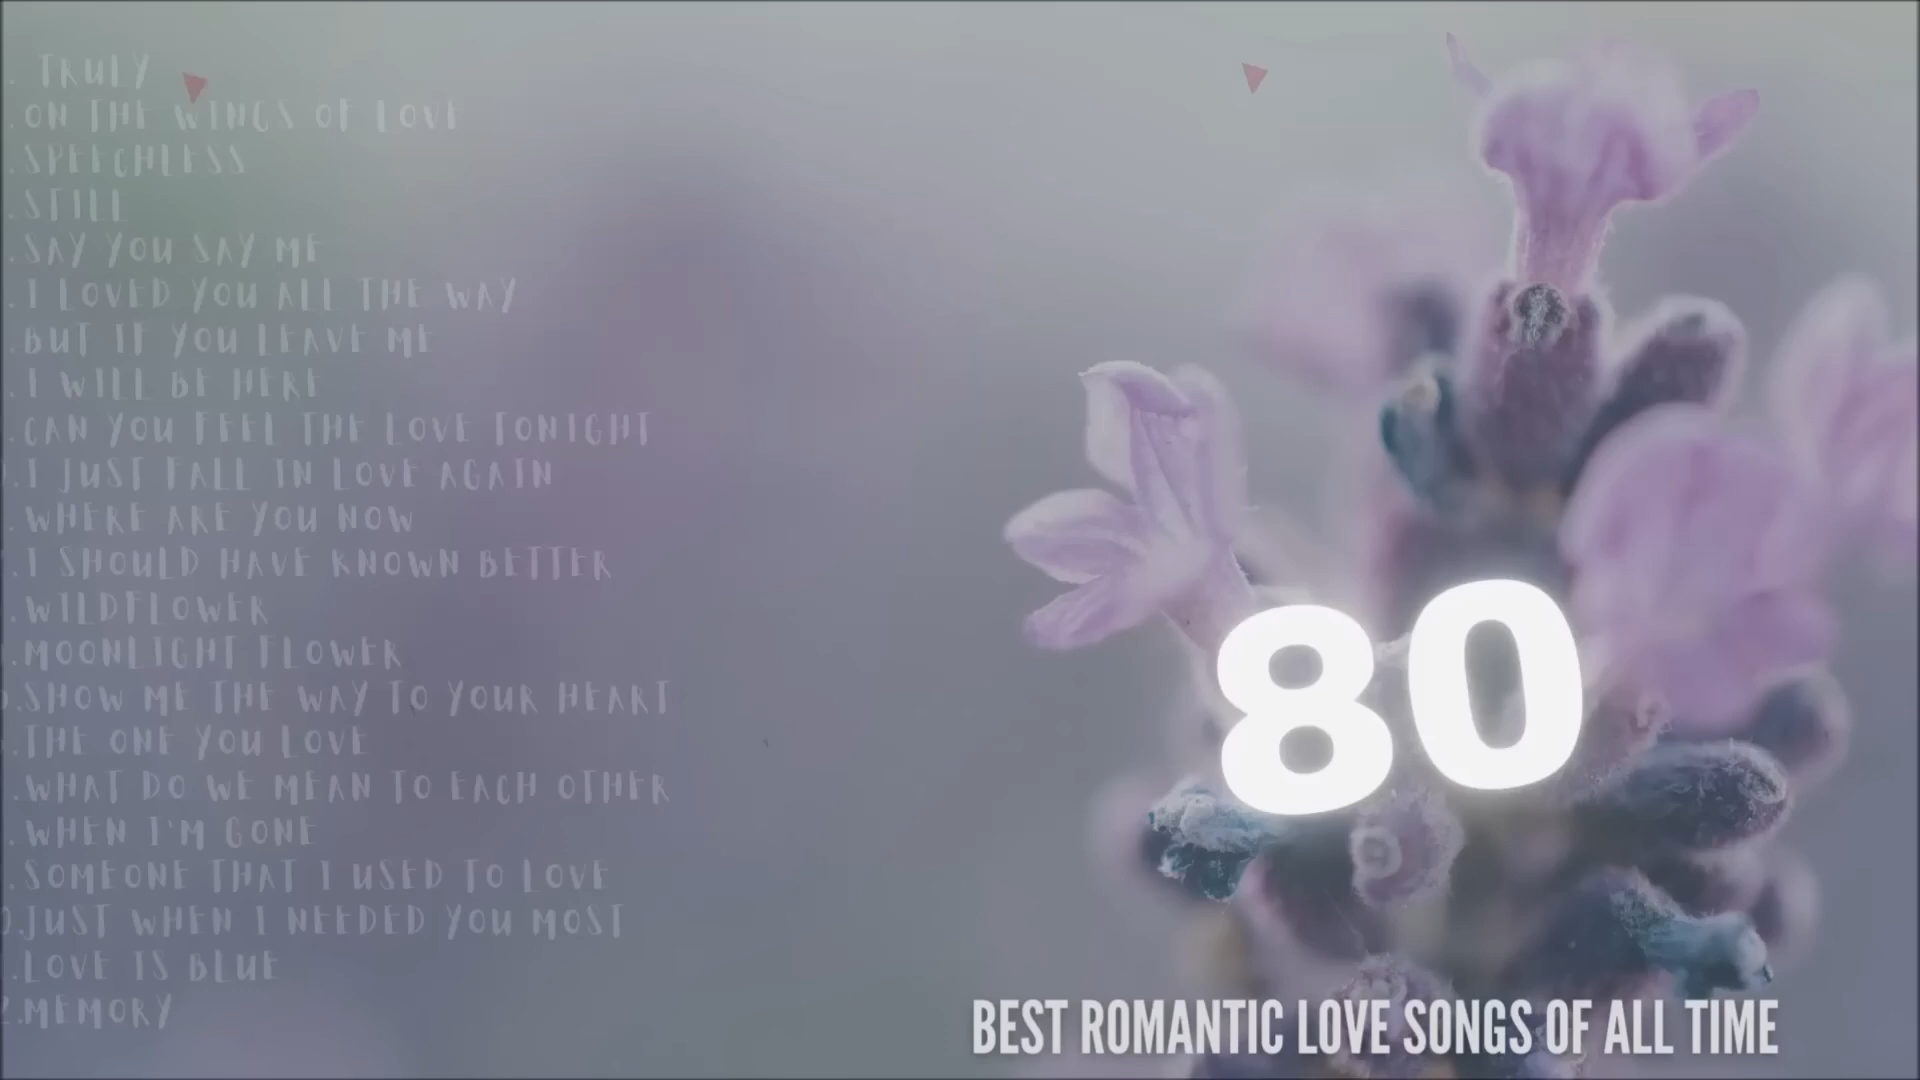 . TRULY
.ON THE WINGS OF LOVE
.SPEECHLESS
.STILL
.SAY YOU SAY ME
.I LOVED YOU ALL THE WAY
.BUT IF YOU LEAVE ME
.I WILL BE HERE
.CAN YOU FEEL THE LOVE TONIGHT
.I JUST FALL IN LOVE AGAIN
.WHERE ARE YOU NOW
.I SHOULD HAVE KNOWN BETTER
.WILDFLOWER
.MOONLIGHT FLOWER
.SHOW ME THE WAY TO YOUR HEART
.THE ONE YOU LOVE
.WHAT DO WE MEAN TO EACH OTHER
.WHEN I'M GONE
.SOMEONE THAT I USED TO LOVE
.JUST WHEN I NEEDED YOU MOST
.LOVE IS BLUE
.MEMORY
80
BEST ROMANTIC LOVE SONGS OF ALL TIME